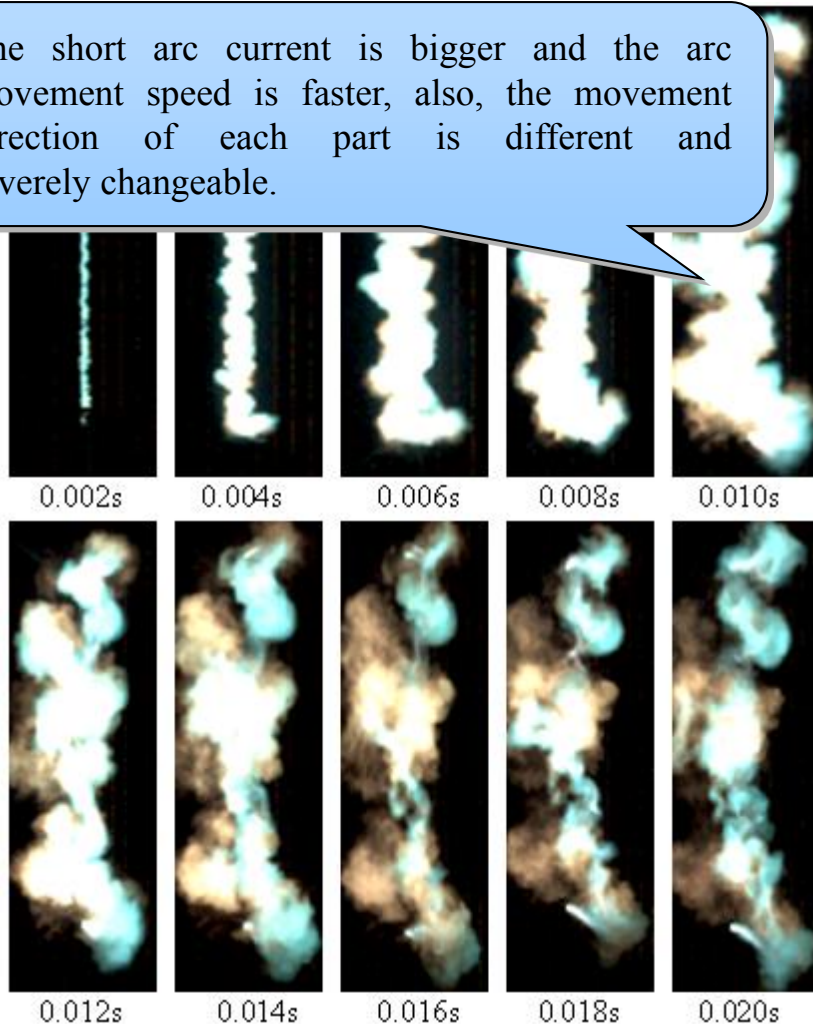 he short arc current is bigger and the arc
ovement speed is faster, also, the movement
rection of each part is different and
verely changeable.
0.002s 0.004s 0.006s 0.008s 0.010s
0.012s 0.014s 0.016s 0.018s 0.020s